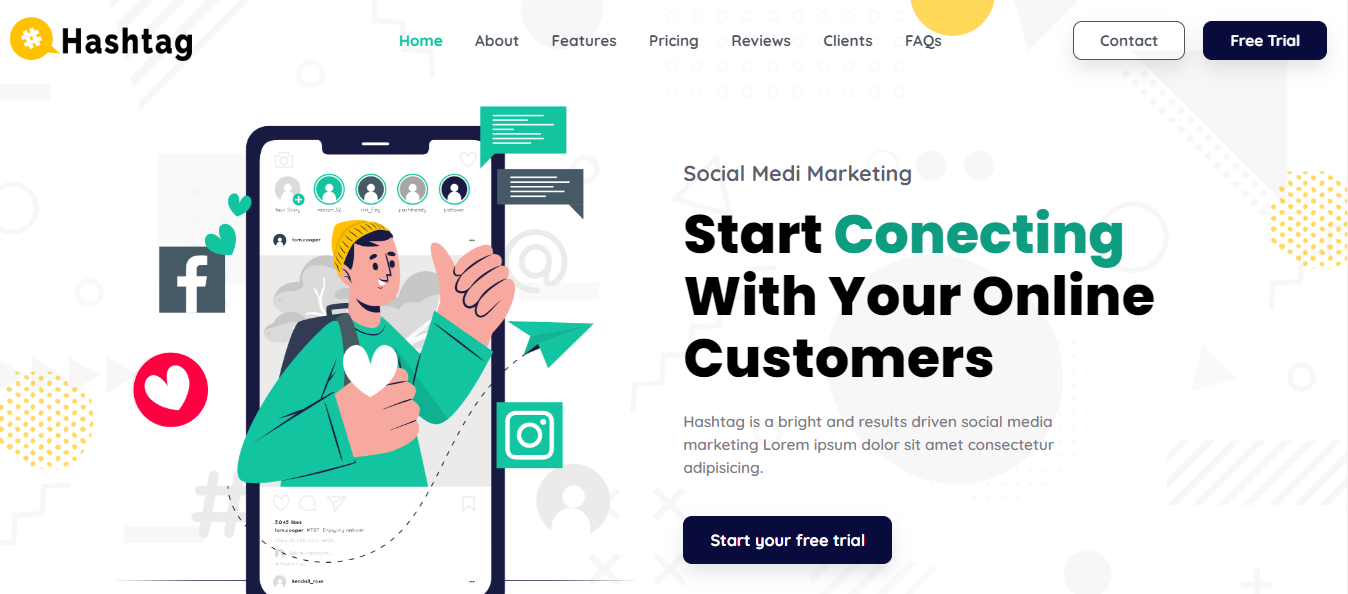 Hashtag
Home About Features Pricing Reviews Clients FAQs
Contact
Free Trial
Your Story
tom.cooper
3.045 likes
tom.cooper #TBT Enjoying nature!
kendall_rose
Social Medi Marketing
Start Conecting
With Your Online
Customers
Hashtag is a bright and results driven social media
marketing Lorem ipsum dolor sit amet consectetur
adipisicing.
Start your free trial